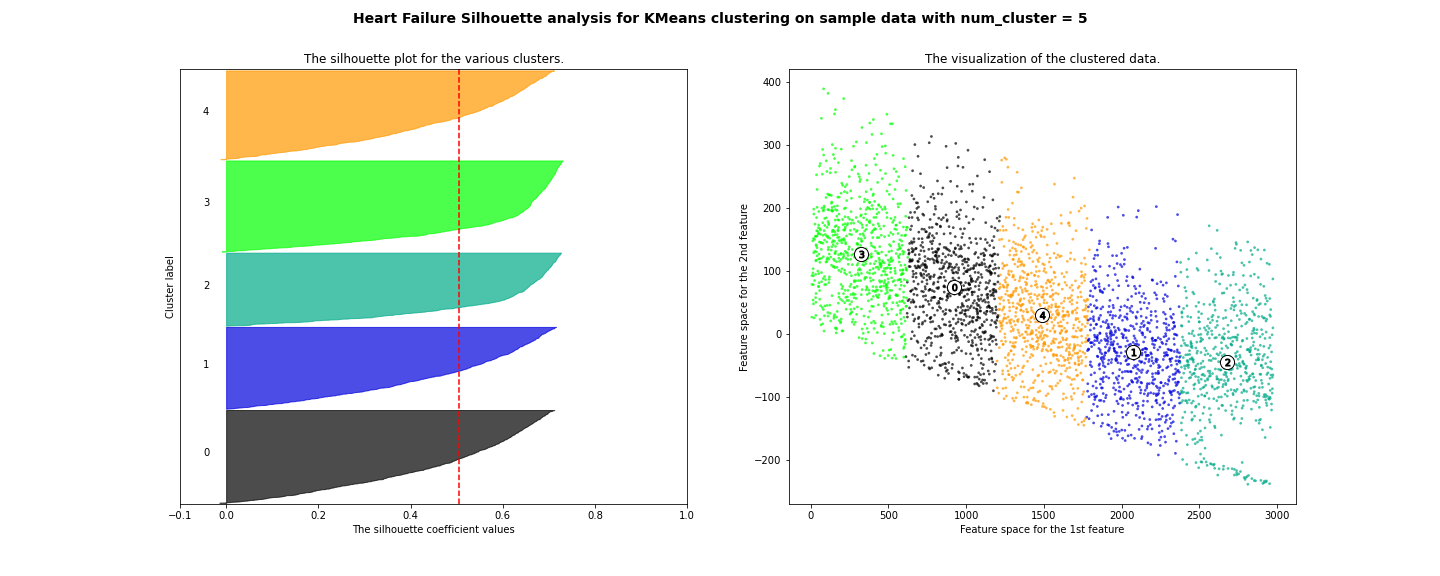 Heart Failure Silhouette analysis for KMeans clustering on sample data with num_cluster = 5
The silhouette plot for the various clusters.
4
3
2
1
0
Cluster label
−0.1 0.0 0.2 0.4 0.6 0.8 1.0
The silhouette coefficient values
The visualization of the clustered data.
400
300
200
100
0
−100
−200
Feature space for the 2nd feature
3
0
4
1
2
0 500 1000 1500 2000 2500 3000
Feature space for the 1st feature